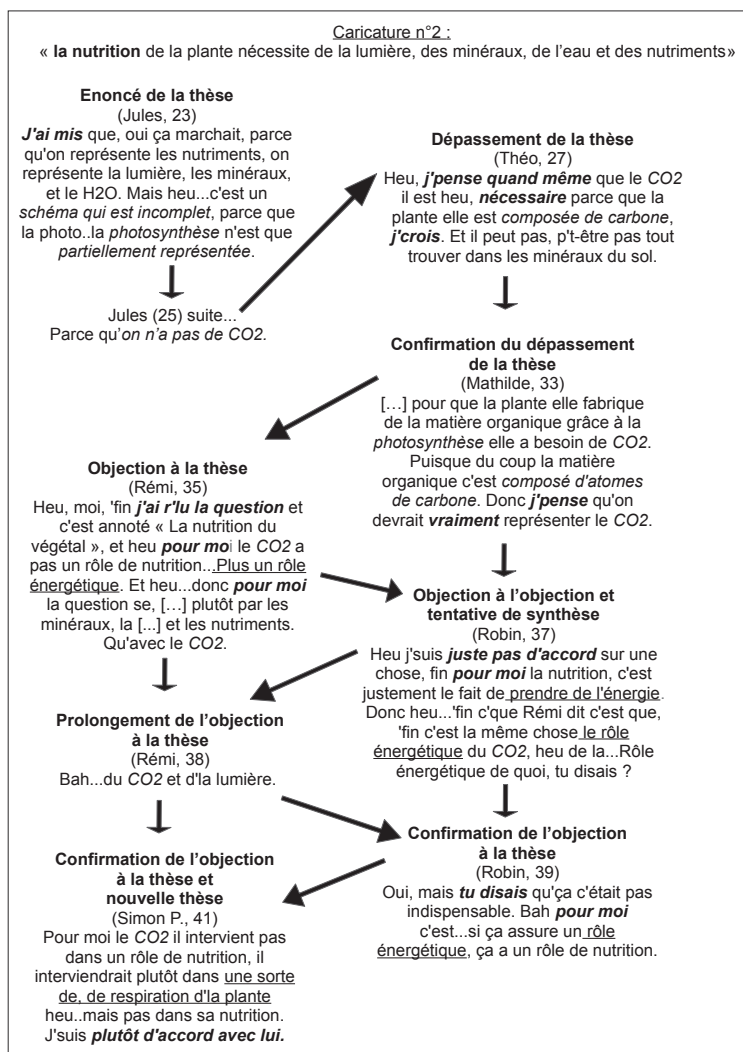 Caricature n°2 :
« la nutrition de la plante nécessite de la lumière, des minéraux, de l'eau et des nutriments»
Enoncé de la thèse
(Jules, 23)
J'ai mis que, oui ça marchait, parce
qu'on représente les nutriments, on
représente la lumière, les minéraux,
et le H2O. Mais heu...c'est un
schéma qui est incomplet, parce que
la photo..la photosynthèse n'est que
partiellement représentée.
Jules (25) suite...
Parce qu'on n'a pas de CO2.
Dépassement de la thèse
(Théo, 27)
Heu, j'pense quand même que le CO2
il est heu, nécessaire parce que la
plante elle est composée de carbone,
j'crois. Et il peut pas, p't-être pas tout
trouver dans les minéraux du sol.
Confirmation du dépassement
de la thèse
(Mathilde, 33)
[…] pour que la plante elle fabrique
de la matière organique grâce à la
photosynthèse elle a besoin de CO2.
Puisque du coup la matière
organique c'est composé d'atomes
de carbone. Donc j'pense qu'on
devrait vraiment représenter le CO2.
Objection à la thèse
(Rémi, 35)
Heu, moi, 'fin j'ai r'lu la question et
c'est annoté « La nutrition du
végétal », et heu pour moi le CO2 a
pas un rôle de nutrition...Plus un rôle
énergétique. Et heu...donc pour moi
la question se, […] plutôt par les
minéraux, la [...] et les nutriments.
Qu'avec le CO2.
Objection à l'objection et
tentative de synthèse
(Robin, 37)
Heu j'suis juste pas d'accord sur une
chose, fin pour moi la nutrition, c'est
justement le fait de prendre de l'énergie.
Donc heu...'fin c'que Rémi dit c'est que,
'fin c'est la même chose le rôle
énergétique du CO2, heu de la...Rôle
énergétique de quoi, tu disais ?
Prolongement de l'objection
à la thèse
(Rémi, 38)
Bah...du CO2 et d'la lumière.
Confirmation de l'objection
à la thèse
(Robin, 39)
Oui, mais tu disais qu'ça c'était pas
indispensable. Bah pour moi
c'est...si ça assure un rôle
énergétique, ça a un rôle de nutrition.
Confirmation de l'objection
à la thèse et
nouvelle thèse
(Simon P., 41)
Pour moi le CO2 il intervient pas
dans un rôle de nutrition, il
interviendrait plutôt dans une sorte
de, de respiration d'la plante
heu..mais pas dans sa nutrition.
J'suis plutôt d'accord avec lui.